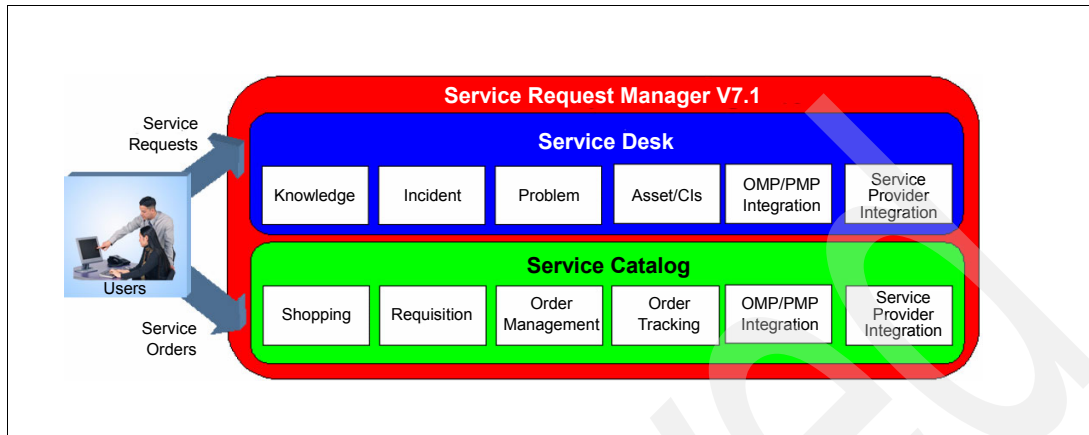 Service Request Manager V7.1
Service
Requests
Service Desk
Knowledge
Incident
Problem
Asset/CIs
OMP/PMP
Integration
Service
Provider
Integration
Users
Service Catalog
Shopping
Requisition
Order
Management
Order
Tracking
OMP/PMP
Integration
Service
Provider
Integration
Service
Orders